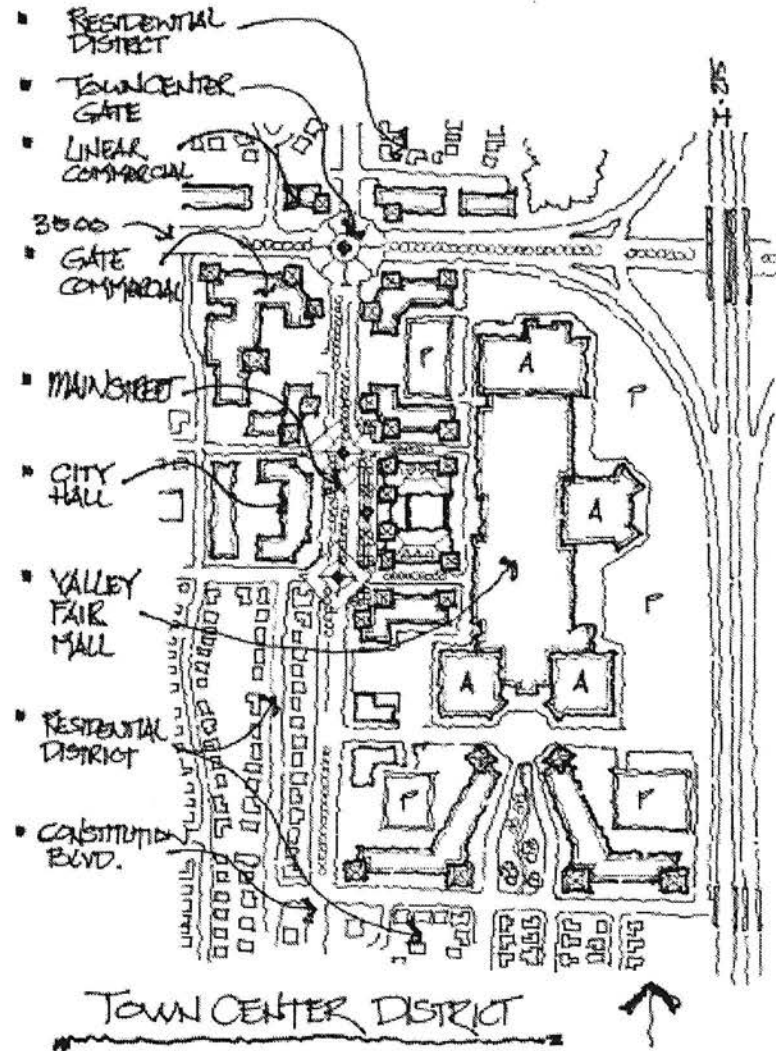 RESIDENTIAL
DISTRICT
TOWN CENTER
GATE
LINEAR
COMMERCIAL
3500
GATE
COMMERCIAL
MAINSTREET
CITY
HALL
VALLEY
FAIR
MALL
RESIDENTIAL
DISTRICT
CONSTITUTION
BLVD.
I-215
P
A
P
A
P
A
A
A
P
P
TOWN CENTER DISTRICT